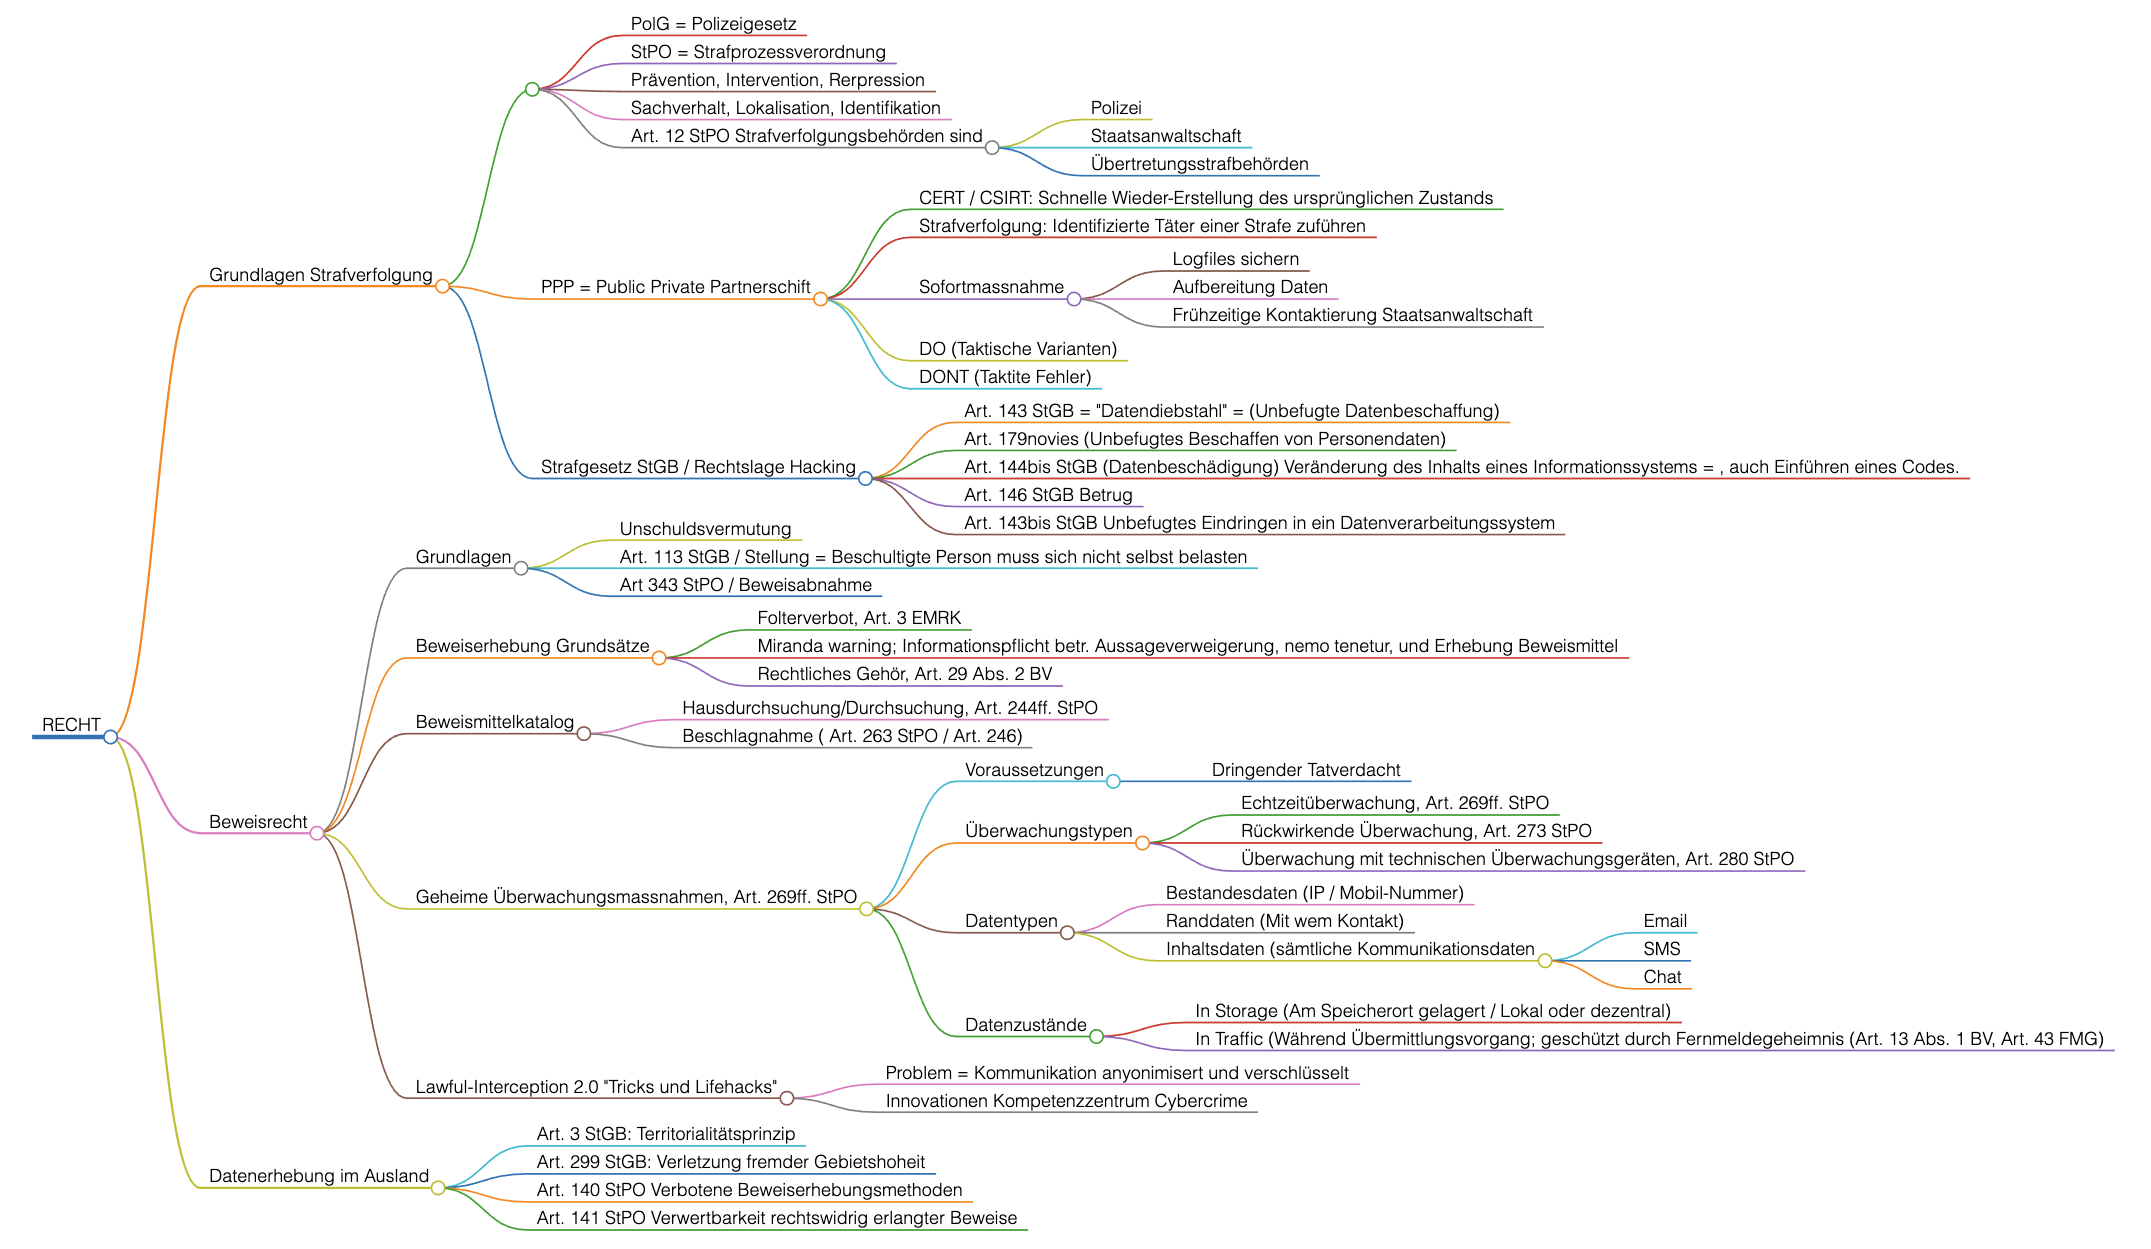 RECHT
Grundlagen Strafverfolgung
PolG = Polizeigesetz
StPO = Strafprozessverordnung
Prävention, Intervention, Rerpression
Sachverhalt, Lokalisation, Identifikation
Art. 12 StPO Strafverfolgungsbehörden sind
Polizei
Staatsanwaltschaft
Übertretungsstrafbehörden
PPP = Public Private Partnerschift
CERT / CSIRT: Schnelle Wieder-Erstellung des ursprünglichen Zustands
Strafverfolgung: Identifizierte Täter einer Strafe zuführen
Sofortmassnahme
Logfiles sichern
Aufbereitung Daten
Frühzeitige Kontaktierung Staatsanwaltschaft
DO (Taktische Varianten)
DONT (Taktite Fehler)
Strafgesetz StGB / Rechtslage Hacking
Art. 143 StGB = "Datendiebstahl" = (Unbefugte Datenbeschaffung)
Art. 179novies (Unbefugtes Beschaffen von Personendaten)
Art. 144bis StGB (Datenbeschädigung) Veränderung des Inhalts eines Informationssystems = , auch Einführen eines Codes.
Art. 146 StGB Betrug
Art. 143bis StGB Unbefugtes Eindringen in ein Datenverarbeitungssystem
Beweisrecht
Grundlagen
Unschuldsvermutung
Art. 113 StGB / Stellung = Beschultigte Person muss sich nicht selbst belasten
Art 343 StPO / Beweisabnahme
Beweiserhebung Grundsätze
Folterverbot, Art. 3 EMRK
Miranda warning; Informationspflicht betr. Aussageverweigerung, nemo tenetur, und Erhebung Beweismittel
Rechtliches Gehör, Art. 29 Abs. 2 BV
Beweismittelkatalog
Hausdurchsuchung/Durchsuchung, Art. 244ff. StPO
Beschlagnahme ( Art. 263 StPO / Art. 246)
Geheime Überwachungsmassnahmen, Art. 269ff. StPO
Voraussetzungen
Dringender Tatverdacht
Überwachungstypen
Echtzeitüberwachung, Art. 269ff. StPO
Rückwirkende Überwachung, Art. 273 StPO
Überwachung mit technischen Überwachungsgeräten, Art. 280 StPO
Datentypen
Bestandesdaten (IP / Mobil-Nummer)
Randdaten (Mit wem Kontakt)
Inhaltsdaten (sämtliche Kommunikationsdaten
Email
SMS
Chat
Datenzustände
In Storage (Am Speicherort gelagert / Lokal oder dezentral)
In Traffic (Während Übermittlungsvorgang; geschützt durch Fernmeldegeheimnis (Art. 13 Abs. 1 BV, Art. 43 FMG)
Lawful-Interception 2.0 "Tricks und Lifehacks"
Problem = Kommunikation anyonimisert und verschlüsselt
Innovationen Kompetenzzentrum Cybercrime
Datenerhebung im Ausland
Art. 3 StGB: Territorialitätsprinzip
Art. 299 StGB: Verletzung fremder Gebietshoheit
Art. 140 StPO Verbotene Beweiserhebungsmethoden
Art. 141 StPO Verwertbarkeit rechtswidrig erlangter Beweise